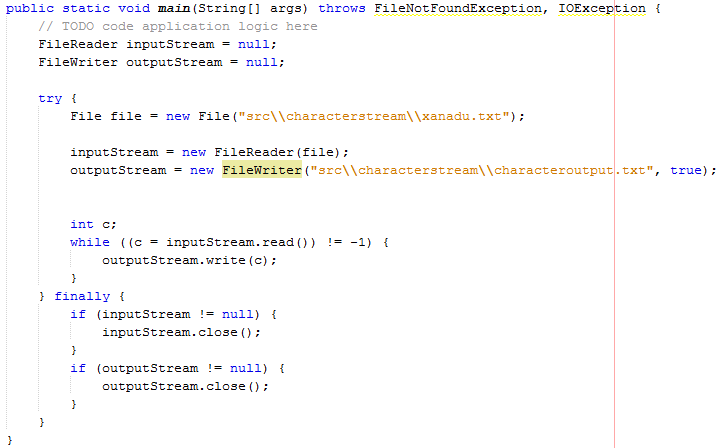 public static void main(String[] args) throws FileNotFoundException, IOException {
// TODO code application logic here
FileReader inputStream = null;
FileWriter outputStream = null;
try {
File file = new File("src\\characterstream\\xanadu.txt");
inputStream = new FileReader(file);
outputStream = new FileWriter("src\\characterstream\\characteroutput.txt", true);
int c;
while ((c = inputStream.read()) != -1) {
outputStream.write(c);
}
} finally {
if (inputStream != null) {
inputStream.close();
}
if (outputStream != null) {
outputStream.close();
}
}
}